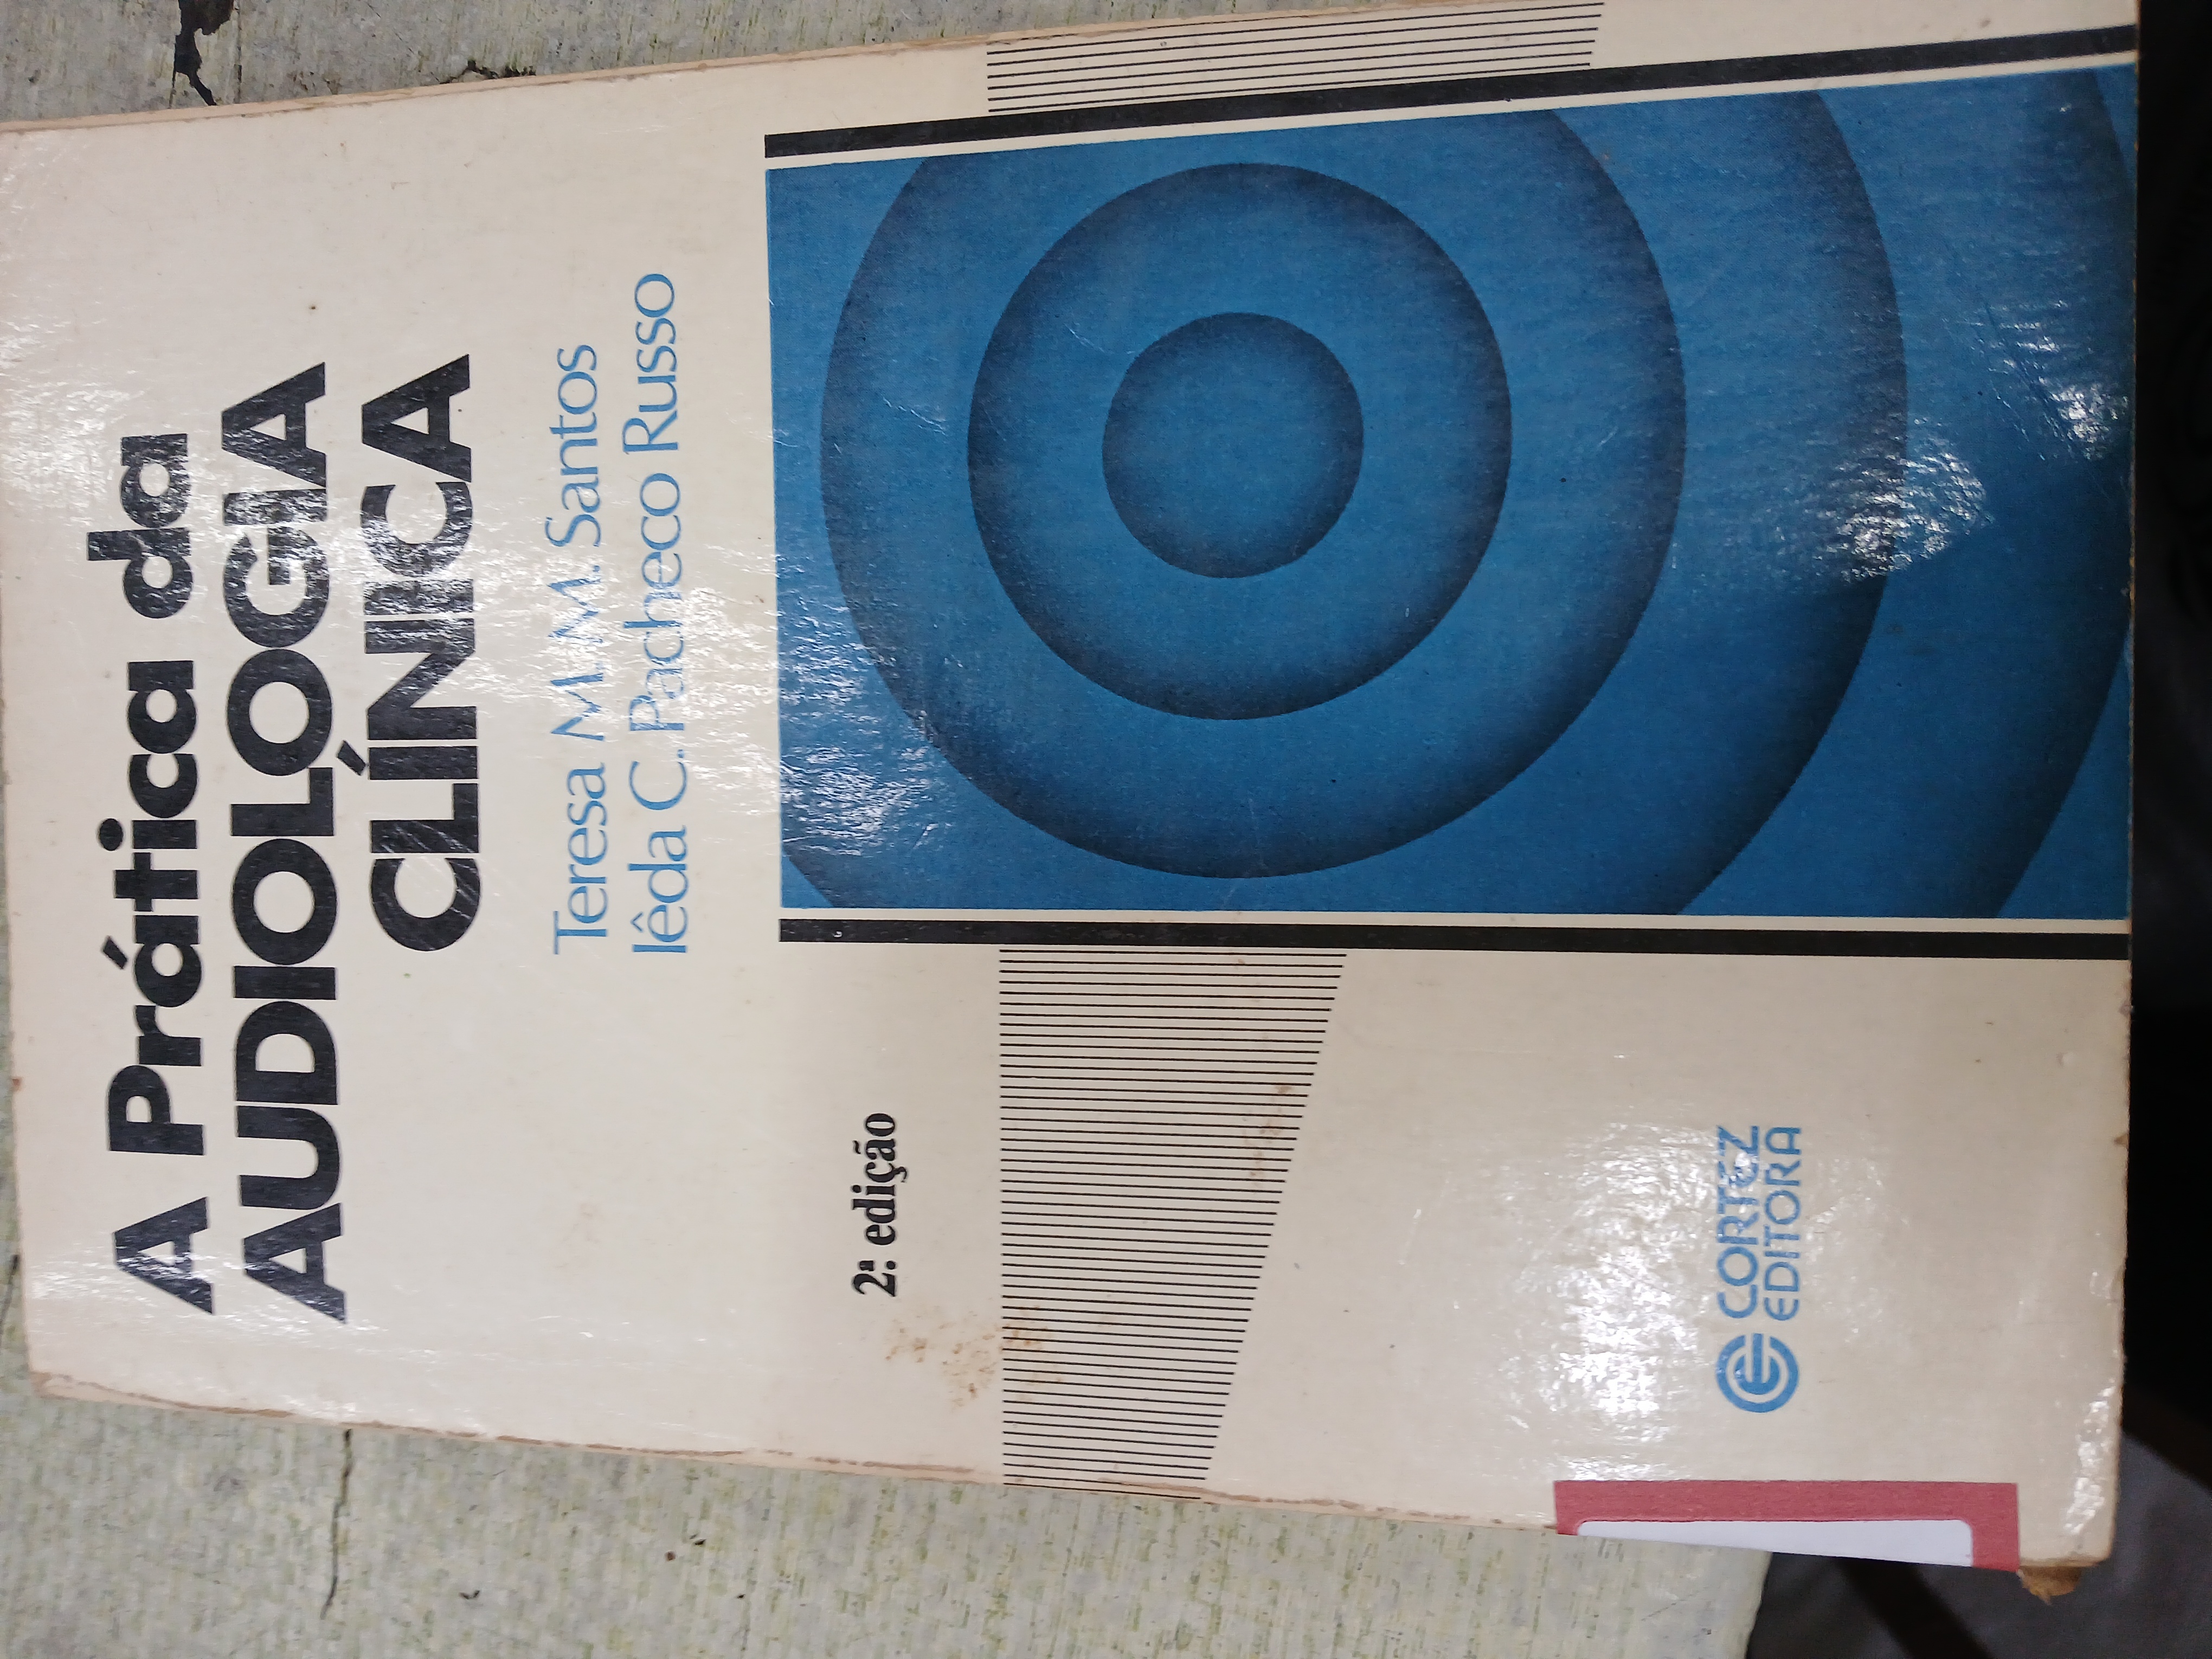 A Prática da
AUDIOLOGIA
CLÍNICA
Teresa M.M. Santos
Iêda C. Pacheco Russo
2ª edição
CORTEZ
EDITORA